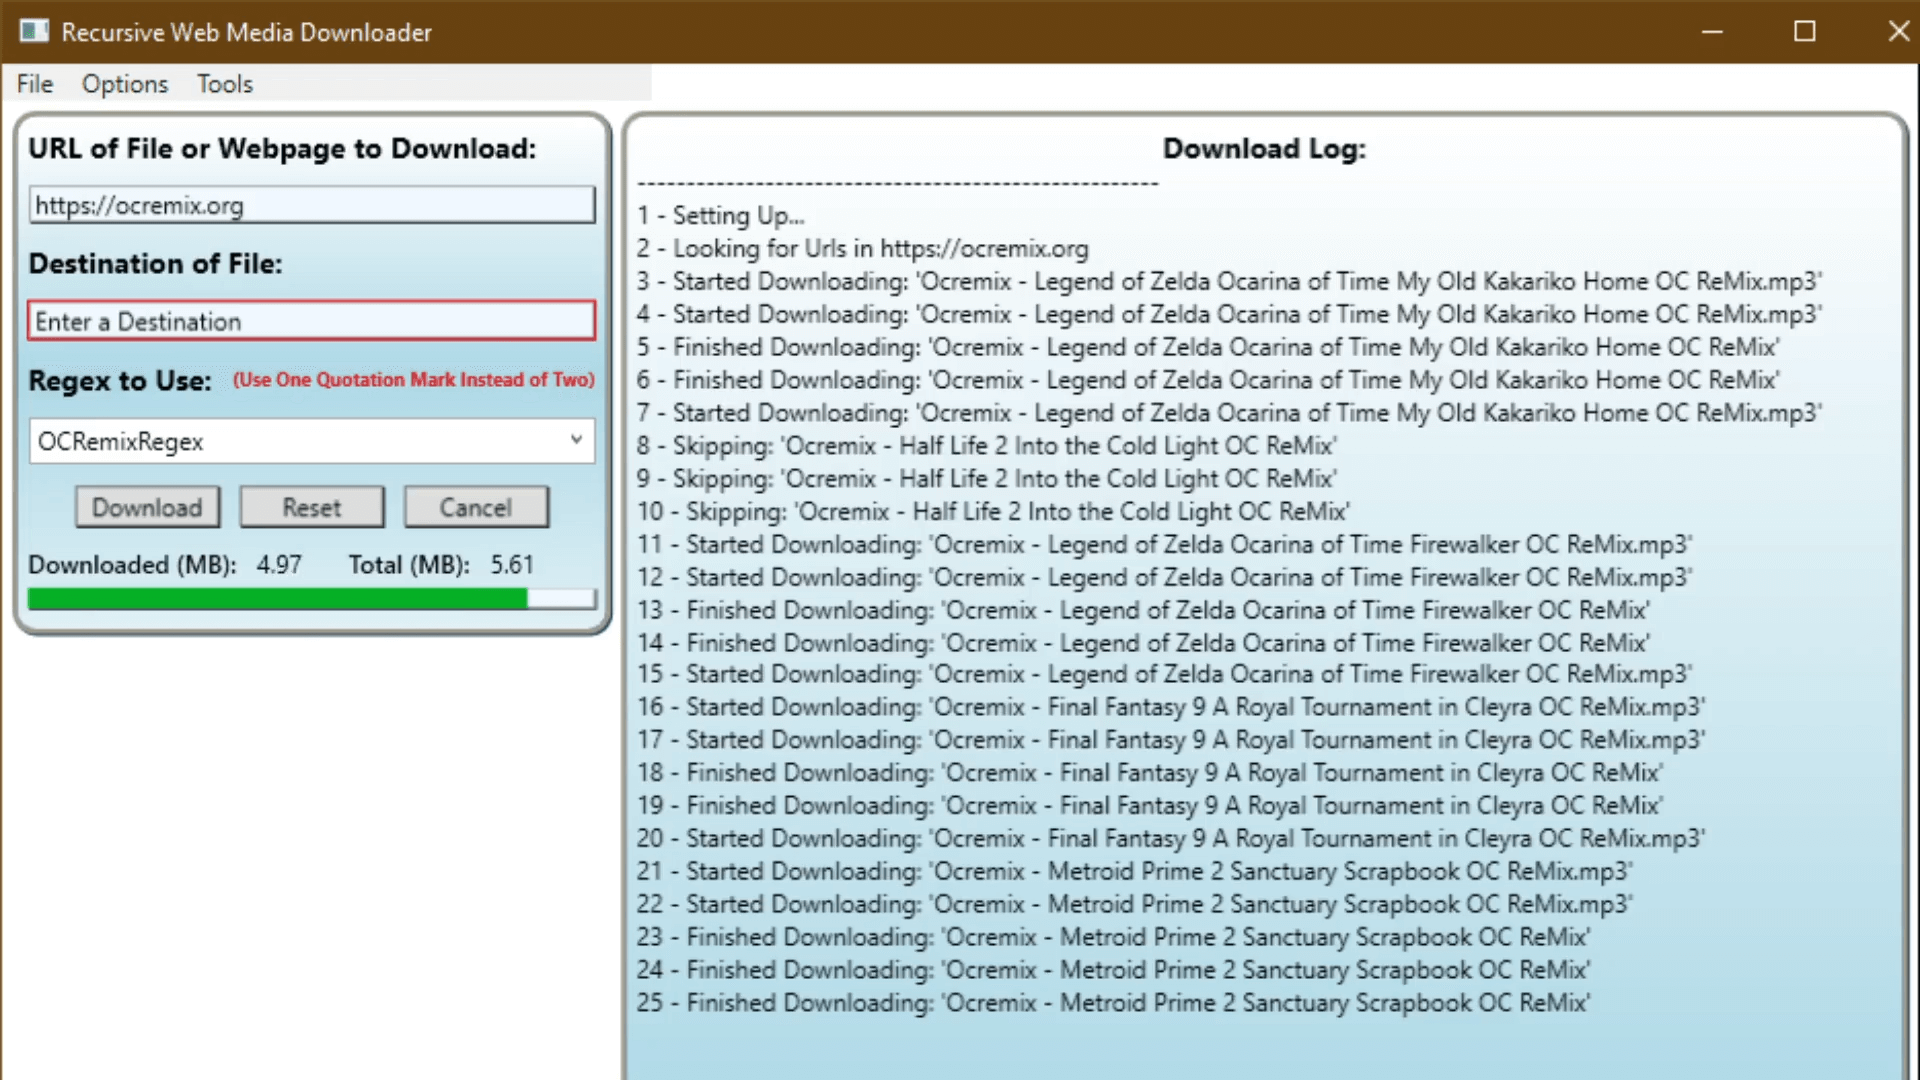 Recursive Web Media Downloader
File Options Tools
URL of File or Webpage to Download:
https://ocremix.org
Destination of File:
Enter a Destination
Regex to Use: (Use One Quotation Mark Instead of Two)
OCRemixRegex
Download Reset Cancel
Downloaded (MB): 4.97 Total (MB): 5.61
Download Log:
-----------------------------------------------------
1 - Setting Up...
2 - Looking for Urls in https://ocremix.org
3 - Started Downloading: 'Ocremix - Legend of Zelda Ocarina of Time My Old Kakariko Home OC ReMix.mp3'
4 - Started Downloading: 'Ocremix - Legend of Zelda Ocarina of Time My Old Kakariko Home OC ReMix.mp3'
5 - Finished Downloading: 'Ocremix - Legend of Zelda Ocarina of Time My Old Kakariko Home OC ReMix'
6 - Finished Downloading: 'Ocremix - Legend of Zelda Ocarina of Time My Old Kakariko Home OC ReMix'
7 - Started Downloading: 'Ocremix - Legend of Zelda Ocarina of Time My Old Kakariko Home OC ReMix.mp3'
8 - Skipping: 'Ocremix - Half Life 2 Into the Cold Light OC ReMix'
9 - Skipping: 'Ocremix - Half Life 2 Into the Cold Light OC ReMix'
10 - Skipping: 'Ocremix - Half Life 2 Into the Cold Light OC ReMix'
11 - Started Downloading: 'Ocremix - Legend of Zelda Ocarina of Time Firewalker OC ReMix.mp3'
12 - Started Downloading: 'Ocremix - Legend of Zelda Ocarina of Time Firewalker OC ReMix.mp3'
13 - Finished Downloading: 'Ocremix - Legend of Zelda Ocarina of Time Firewalker OC ReMix'
14 - Finished Downloading: 'Ocremix - Legend of Zelda Ocarina of Time Firewalker OC ReMix'
15 - Started Downloading: 'Ocremix - Legend of Zelda Ocarina of Time Firewalker OC ReMix.mp3'
16 - Started Downloading: 'Ocremix - Final Fantasy 9 A Royal Tournament in Cleyra OC ReMix.mp3'
17 - Started Downloading: 'Ocremix - Final Fantasy 9 A Royal Tournament in Cleyra OC ReMix.mp3'
18 - Finished Downloading: 'Ocremix - Final Fantasy 9 A Royal Tournament in Cleyra OC ReMix'
19 - Finished Downloading: 'Ocremix - Final Fantasy 9 A Royal Tournament in Cleyra OC ReMix'
20 - Started Downloading: 'Ocremix - Final Fantasy 9 A Royal Tournament in Cleyra OC ReMix.mp3'
21 - Started Downloading: 'Ocremix - Metroid Prime 2 Sanctuary Scrapbook OC ReMix.mp3'
22 - Started Downloading: 'Ocremix - Metroid Prime 2 Sanctuary Scrapbook OC ReMix.mp3'
23 - Finished Downloading: 'Ocremix - Metroid Prime 2 Sanctuary Scrapbook OC ReMix'
24 - Finished Downloading: 'Ocremix - Metroid Prime 2 Sanctuary Scrapbook OC ReMix'
25 - Finished Downloading: 'Ocremix - Metroid Prime 2 Sanctuary Scrapbook OC ReMix'